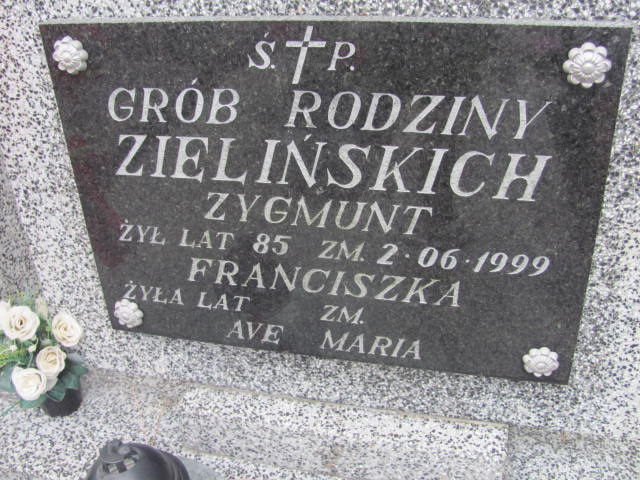 Ś.†P.
GRÓB RODZINY
ZIELIŃSKICH
ZYGMUNT
ŻYŁ LAT 85 ZM. 2·06·1999
FRANCISZKA
ŻYŁA LAT ZM.
AVE MARIA